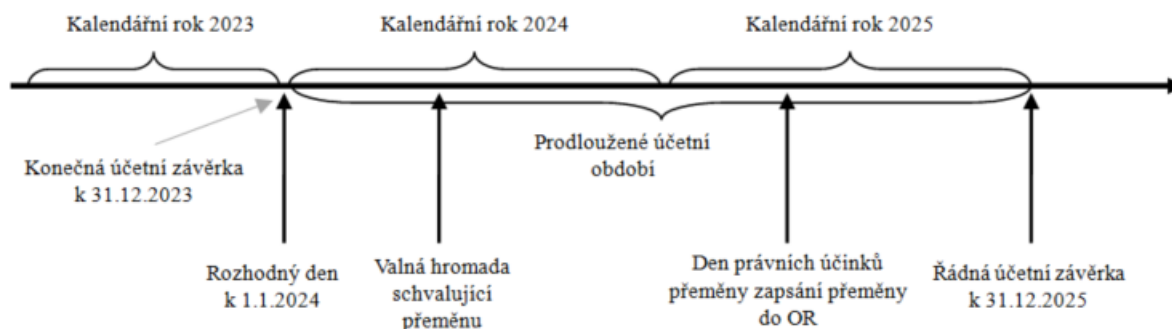 Kalendářní rok 2023
Kalendářní rok 2024
Kalendářní rok 2025
Prodloužené účetní
období
Konečná účetní závěrka
k 31.12.2023
Rozhodný den
k 1.1.2024
Valná hromada
schvalující
přeměnu
Den právních účinků
přeměny zapsání přeměny
do OR
Řádná účetní závěrka
k 31.12.2025